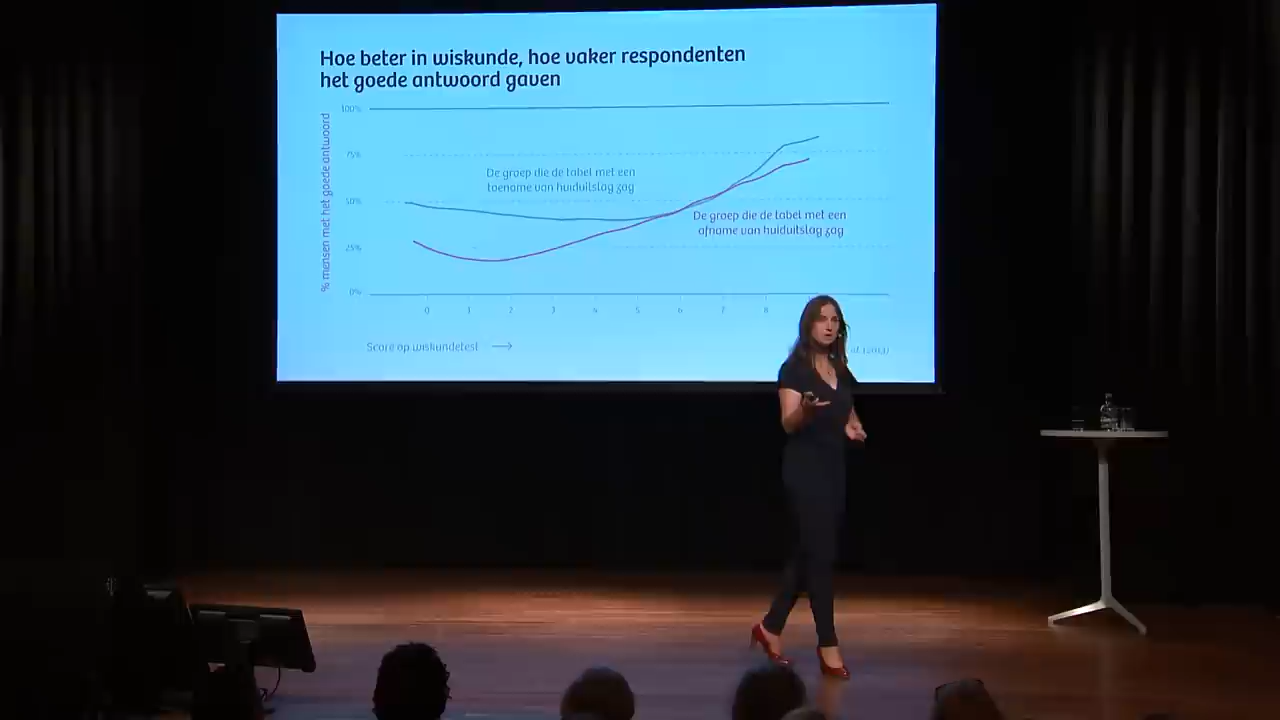 Hoe beter in wiskunde, hoe vaker respondenten
het goede antwoord gaven
% mensen met het goede antwoord
100%
75%
50%
25%
0%
De groep die de tabel met een
toename van huiduitslag zag
De groep die de tabel met een
afname van huiduitslag zag
0 1 2 3 4 5 6 7 8
Score op wiskundetest
(2013)